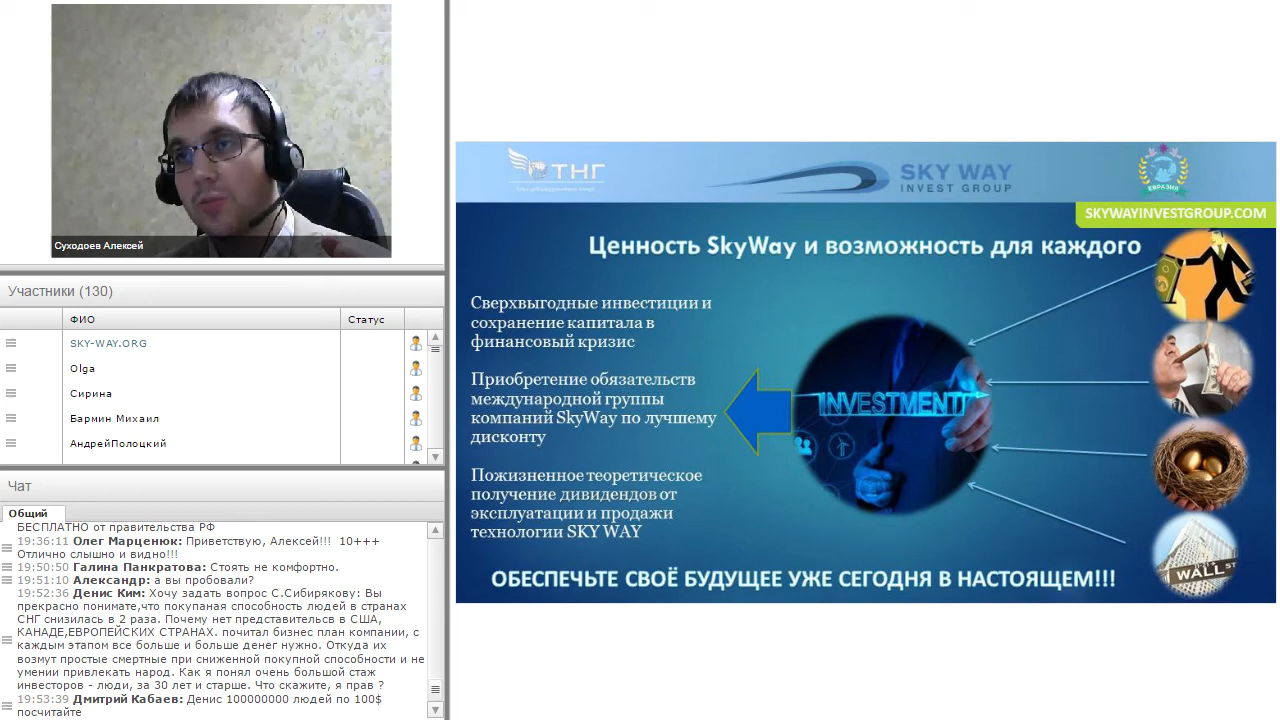 Суходоев Алексей
Участники (130)
ФИО
Статус
SKY-WAY.ORG
Olga
Сирина
Бармин Михаил
АндрейПолоцкий
Чат
Общий
БЕСПЛАТНО от правительства РФ
19:36:11 Олег Марценюк: Приветствую, Алексей!!! 10+++
Отлично слышно и видно!!!
19:50:50 Галина Панкратова: Стоять не комфортно.
19:51:10 Александр: а вы пробовали?
19:52:36 Денис Ким: Хочу задать вопрос С.Сибирякову: Вы
прекрасно понимате,что покупаная способность людей в странах
СНГ снизилась в 2 раза. Почему нет представительсв в США,
КАНАДЕ,ЕВРОПЕЙСКИХ СТРАНАХ. почитал бизнес план компании, с
каждым этапом все больше и больше денег нужно. Откуда их
возмут простые смертные при сниженной покупной способности и не
умении привлекать народ. Как я понял очень большой стаж
инвесторов - люди, за 30 лет и старше. Что скажите, я прав ?
19:53:39 Дмитрий Кабаев: Денис 100000000 людей по 100$
посчитайте
ТНГ
SKY WAY
INVEST GROUP
ЕВРАЗИЯ
SKYWAYINVESTGROUP.COM
Ценность SkyWay и возможность для каждого
Сверхвыгодные инвестиции и
сохранение капитала в
финансовый кризис
Приобретение обязательств
международной группы
компаний SkyWay по лучшему
дисконту
Пожизненное теоретическое
получение дивидендов от
эксплуатации и продажи
технологии SKY WAY
INVESTMENT
WALL ST
ОБЕСПЕЧЬТЕ СВОЁ БУДУЩЕЕ УЖЕ СЕГОДНЯ В НАСТОЯЩЕМ!!!